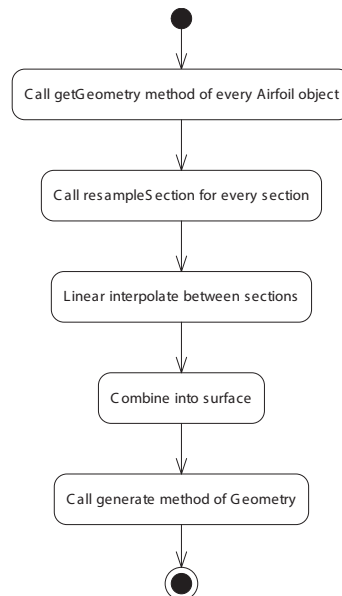 Call getGeometry method of every Airfoil object
Call resampleSection for every section
Linear interpolate between sections
Combine into surface
Call generate method of Geometry